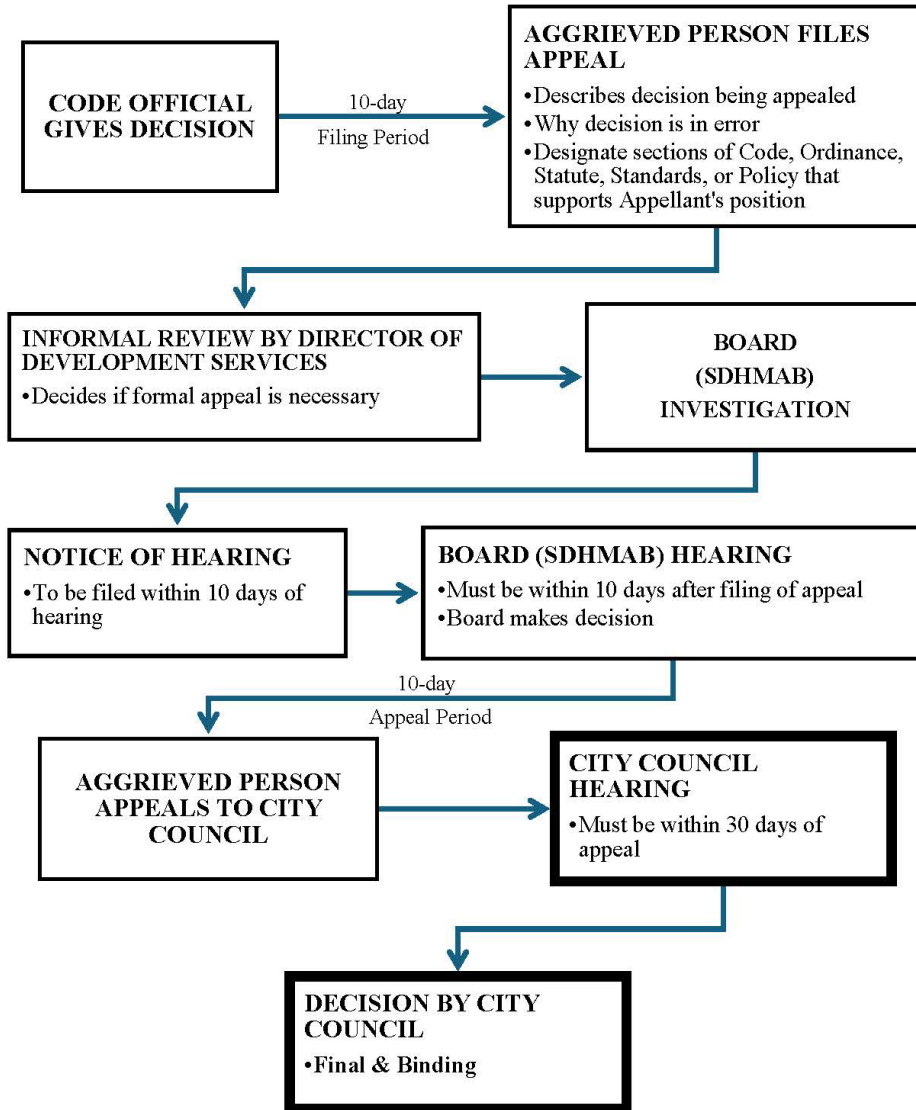 CODE OFFICIAL
GIVES DECISION
10-day
Filing Period
AGGRIEVED PERSON FILES
APPEAL
•Describes decision being appealed
•Why decision is in error
•Designate sections of Code, Ordinance,
Statute, Standards, or Policy that
supports Appellant's position
INFORMAL REVIEW BY DIRECTOR OF
DEVELOPMENT SERVICES
•Decides if formal appeal is necessary
BOARD
(SDHMAB)
INVESTIGATION
NOTICE OF HEARING
•To be filed within 10 days of
hearing
BOARD (SDHMAB) HEARING
•Must be within 10 days after filing of appeal
•Board makes decision
10-day
Appeal Period
AGGRIEVED PERSON
APPEALS TO CITY
COUNCIL
CITY COUNCIL
HEARING
•Must be within 30 days of
appeal
DECISION BY CITY
COUNCIL
•Final & Binding